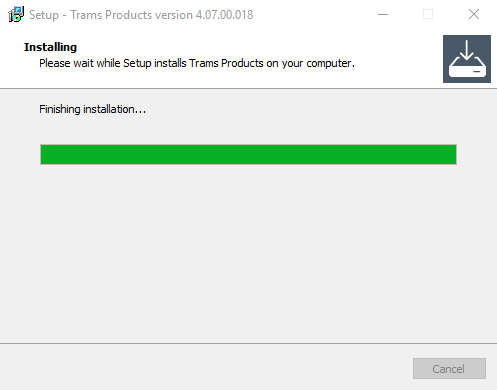 Setup - Trams Products version 4.07.00.018
Installing
Please wait while Setup installs Trams Products on your computer.
Finishing installation...
Cancel